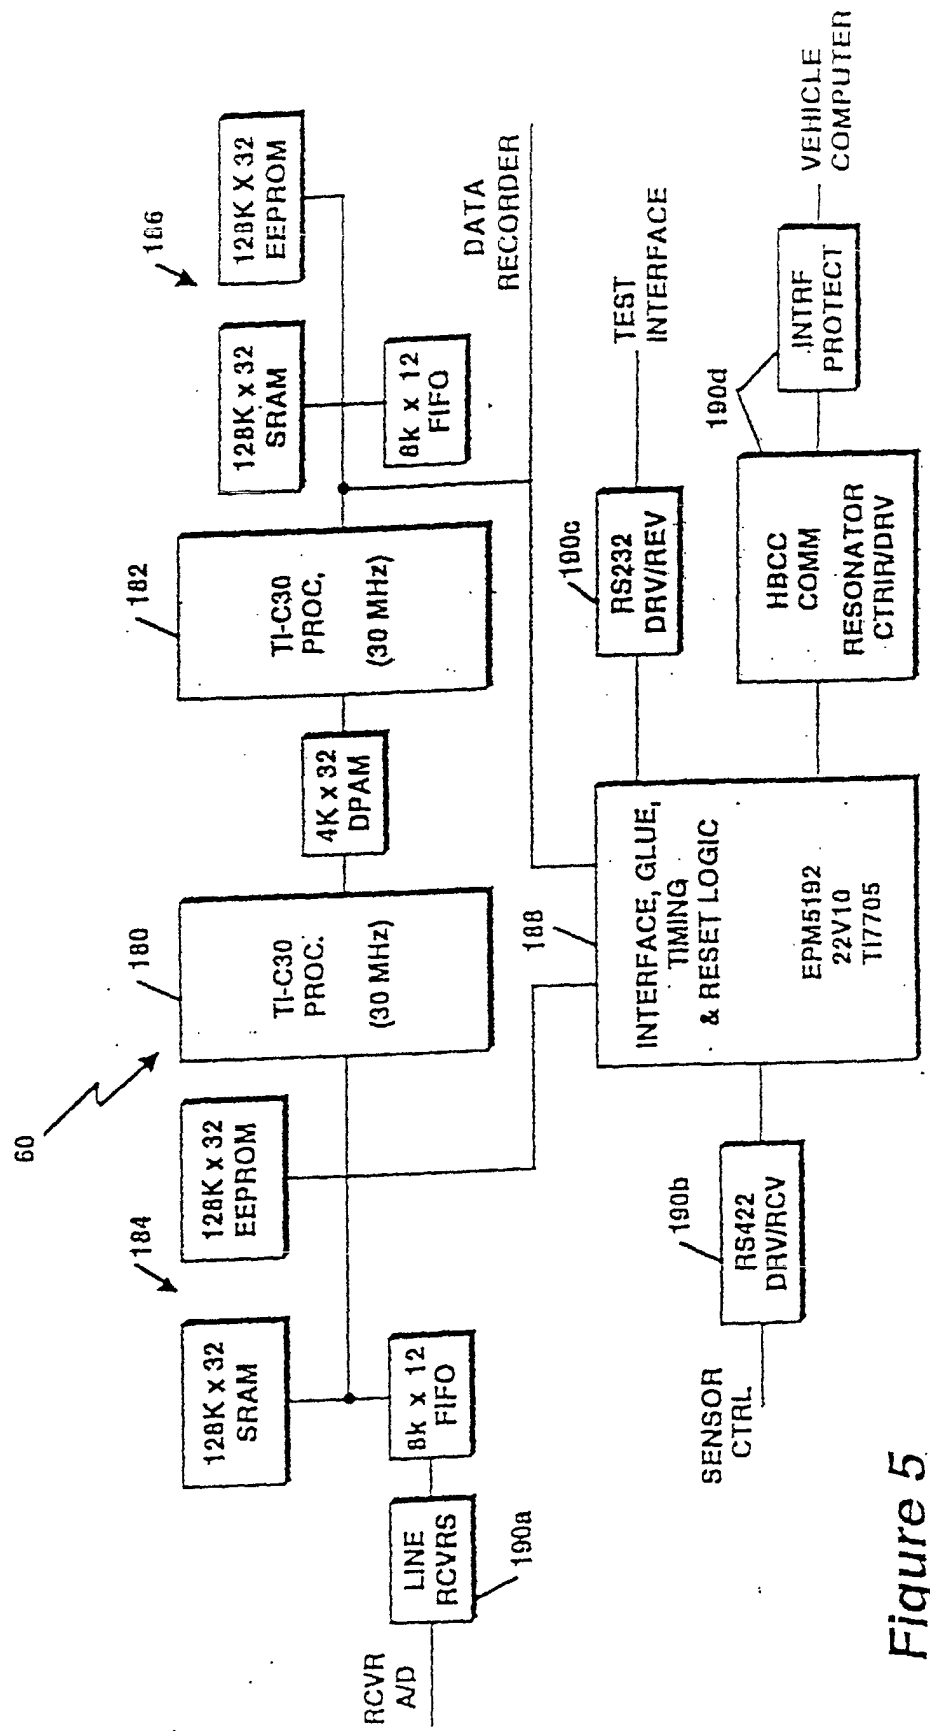 60
184
128K x 32
SRAM
128K x 32
EEPROM
180
TI-C30
PROC.
(30 MHz)
4K x 32
DPAM
182
TI-C30
PROC.
(30 MHz)
186
128K x 32
SRAM
128K X 32
EEPROM
8k x 12
FIFO
RCVR
A/D
LINE
RCVRS
190a
8k x 12
FIFO
DATA
RECORDER
188
INTERFACE, GLUE,
TIMING
& RESET LOGIC
EPM5192
22V10
TI7705
190c
RS232
DRV/REV
TEST
INTERFACE
SENSOR
CTRL
190b
RS422
DRV/RCV
HBCC
COMM
RESONATOR
CTRIR/DRV
190d
INTRF
PROTECT
VEHICLE
COMPUTER
Figure 5